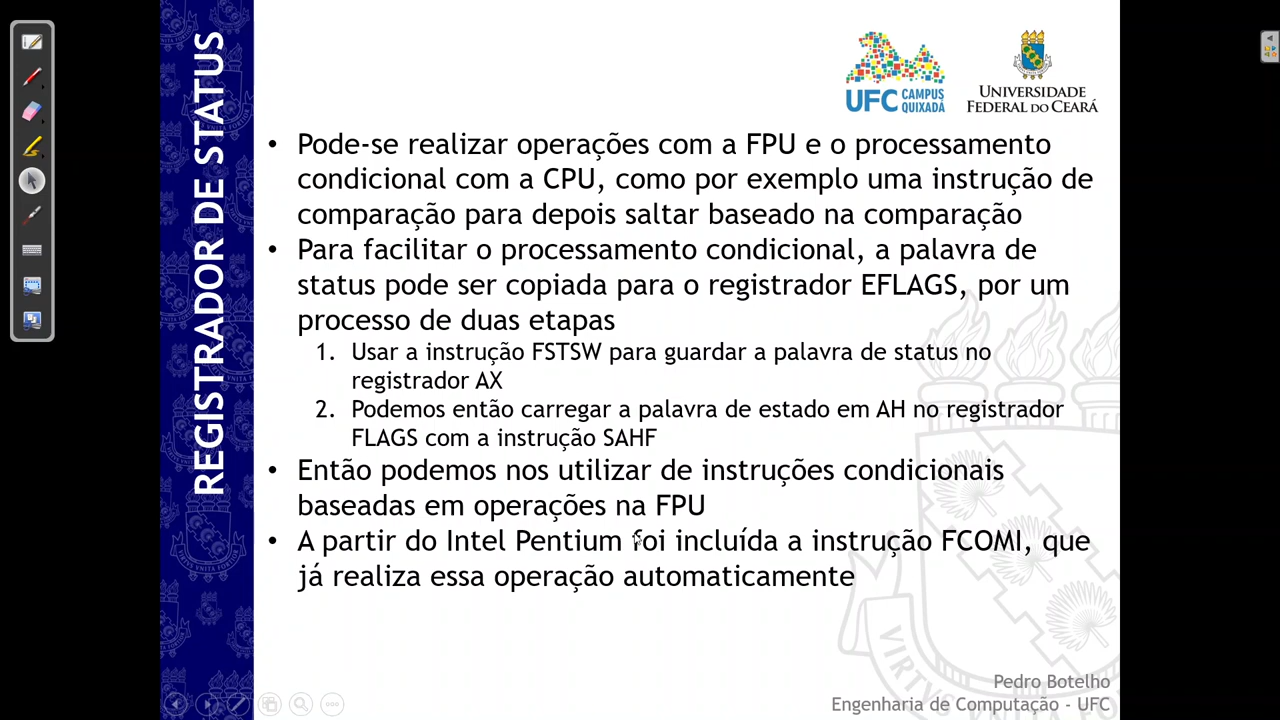 REGISTRADOR DE STATUS
UFC CAMPUS
QUIXADÁ
UNIVERSIDADE
FEDERAL DO CEARÁ
• Pode-se realizar operações com a FPU e o processamento
condicional com a CPU, como por exemplo uma instrução de
comparação para depois saltar baseado na comparação
• Para facilitar o processamento condicional, a palavra de
status pode ser copiada para o registrador EFLAGS, por um
processo de duas etapas
1. Usar a instrução FSTSW para guardar a palavra de status no
registrador AX
2. Podemos então carregar a palavra de estado em AH no registrador
FLAGS com a instrução SAHF
• Então podemos nos utilizar de instruções condicionais
baseadas em operações na FPU
• A partir do Intel Pentium foi incluída a instrução FCOMI, que
já realiza essa operação automaticamente
Pedro Botelho
Engenharia de Computação - UFC